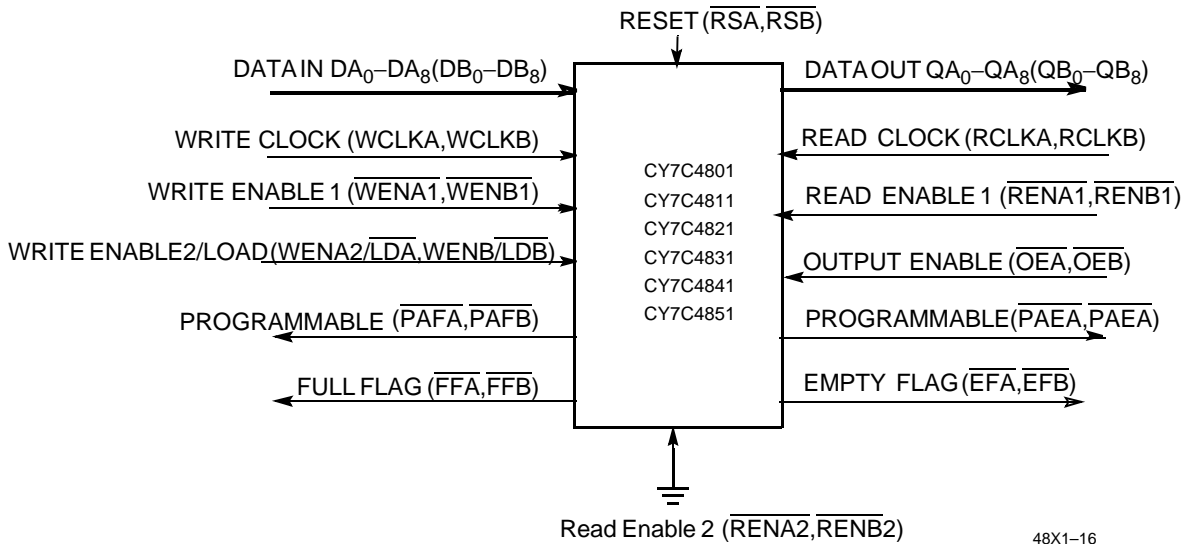 RESET (RSA,RSB)
DATA IN DA0–DA8(DB0–DB8)
DATA OUT QA0–QA8(QB0–QB8)
WRITE CLOCK (WCLKA,WCLKB)
READ CLOCK (RCLKA,RCLKB)
WRITE ENABLE 1 (WENA1,WENB1)
READ ENABLE 1 (RENA1,RENB1)
WRITE ENABLE2/LOAD(WENA2/LDA,WENB/LDB)
OUTPUT ENABLE (OEA,OEB)
PROGRAMMABLE (PAFA,PAFB)
PROGRAMMABLE(PAEA,PAEA)
FULL FLAG (FFA,FFB)
EMPTY FLAG (EFA,EFB)
CY7C4801
CY7C4811
CY7C4821
CY7C4831
CY7C4841
CY7C4851
Read Enable 2 (RENA2,RENB2)
48X1–16